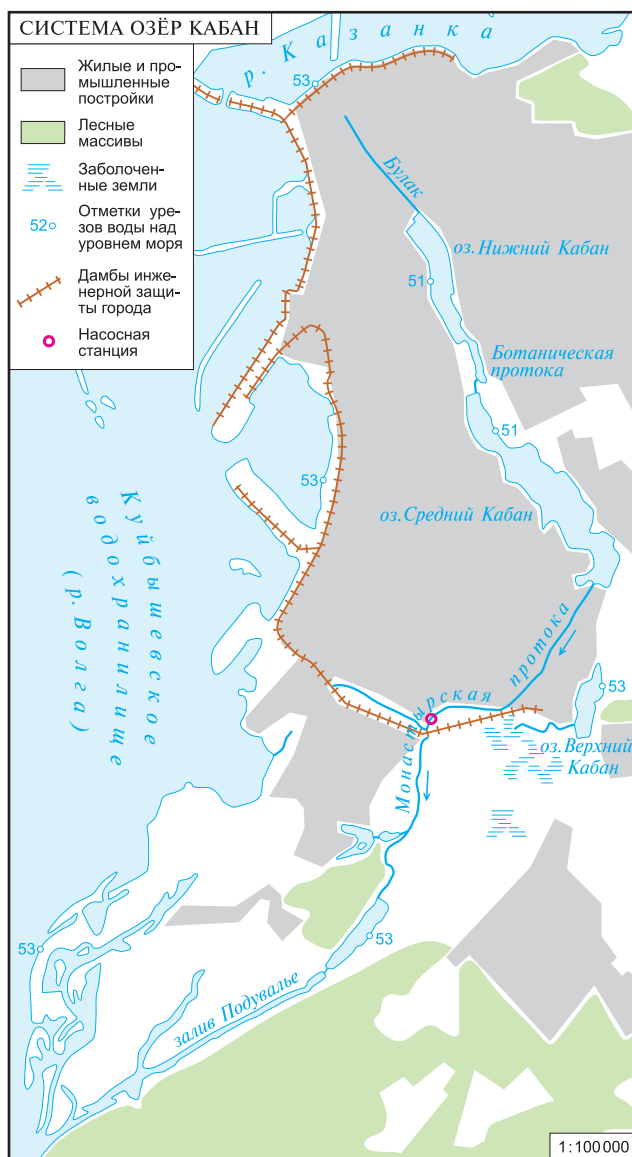 СИСТЕМА ОЗЁР КАБАН
Жилые и про-
мышленные
постройки
Лесные
массивы
Заболочен-
ные земли
52
Отметки уре-
зов воды над
уровнем моря
Дамбы инже-
нерной защи-
ты города
Насосная
станция
р. Казанка
53
Булак
оз. Нижний Кабан
51
Ботаническая
протока
51
53
оз. Средний Кабан
Куйбышевское
водохранилище
(р. Волга)
Монастырская протока
53
оз. Верхний
Кабан
53
53
залив Подувалье
1:100 000